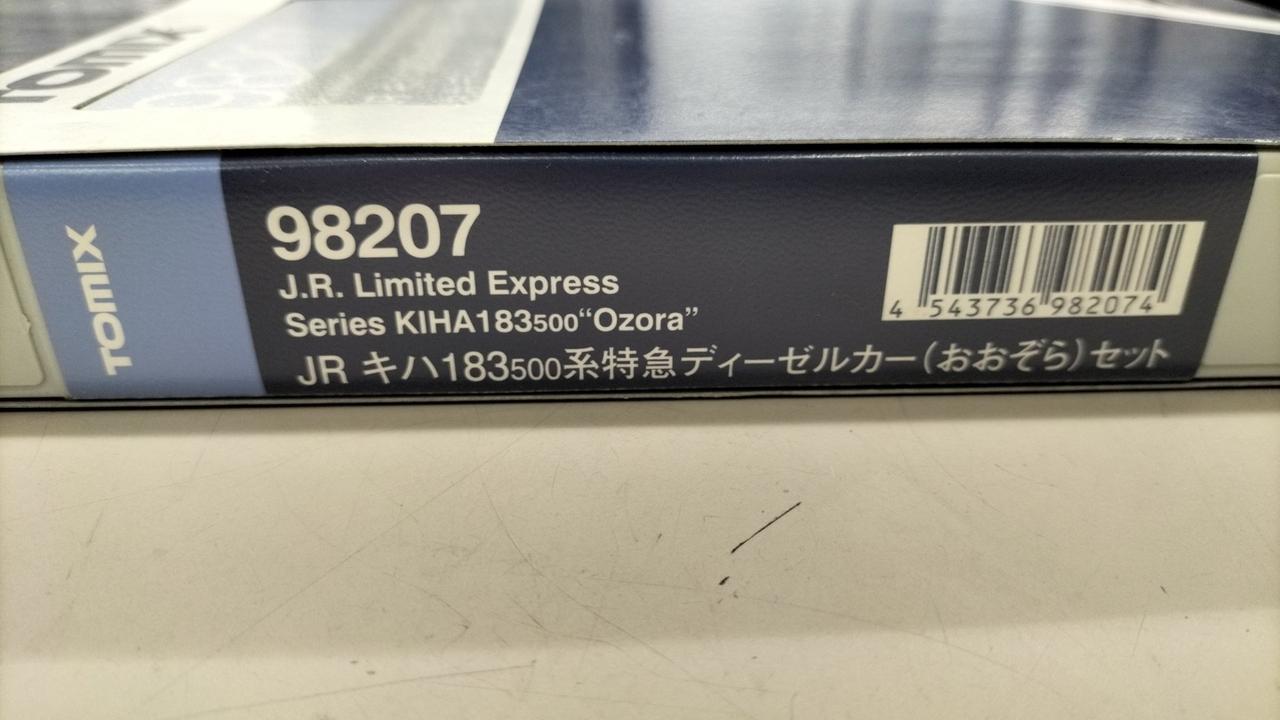 TOMIX
TOMIX
98207
J.R. Limited Express
Series KIHA183500“Ozora”
JR キハ183500系特急ディーゼルカー(おおぞら)セット
4 543736 982074